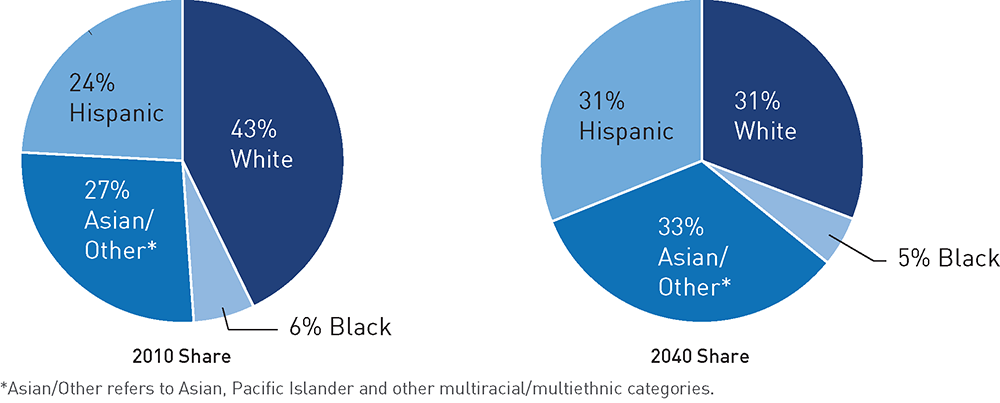 24%
Hispanic
43%
White
27%
Asian/
Other*
6% Black
2010 Share
31%
Hispanic
31%
White
33%
Asian/
Other*
5% Black
2040 Share
*Asian/Other refers to Asian, Pacific Islander and other multiracial/multiethnic categories.